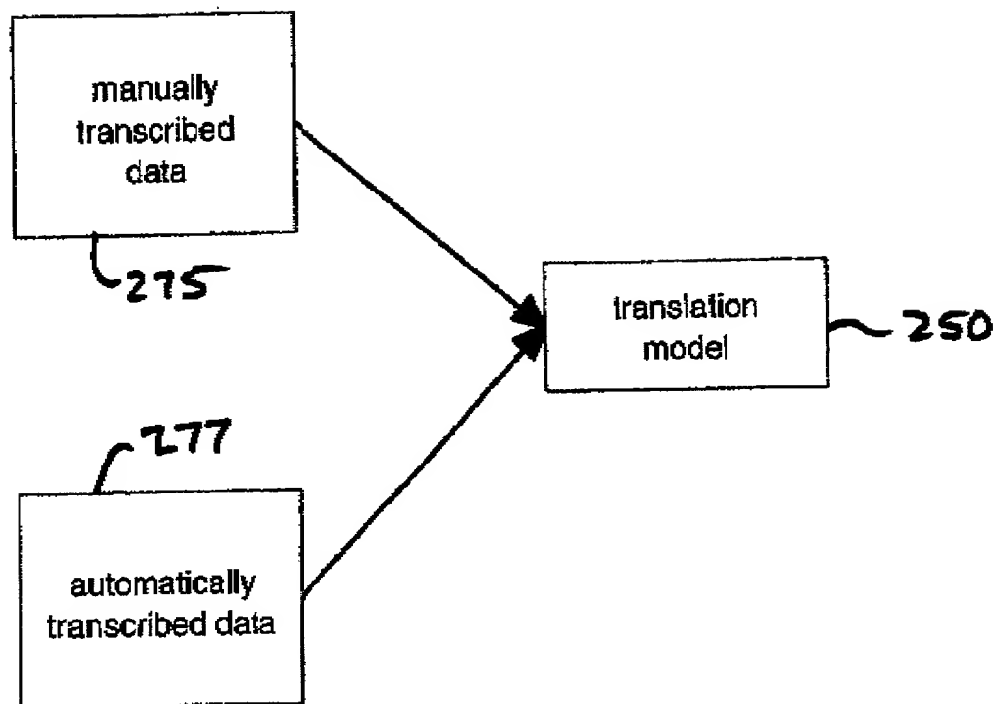 manually
transcribed
data
275
translation
model
250
277
automatically
transcribed data